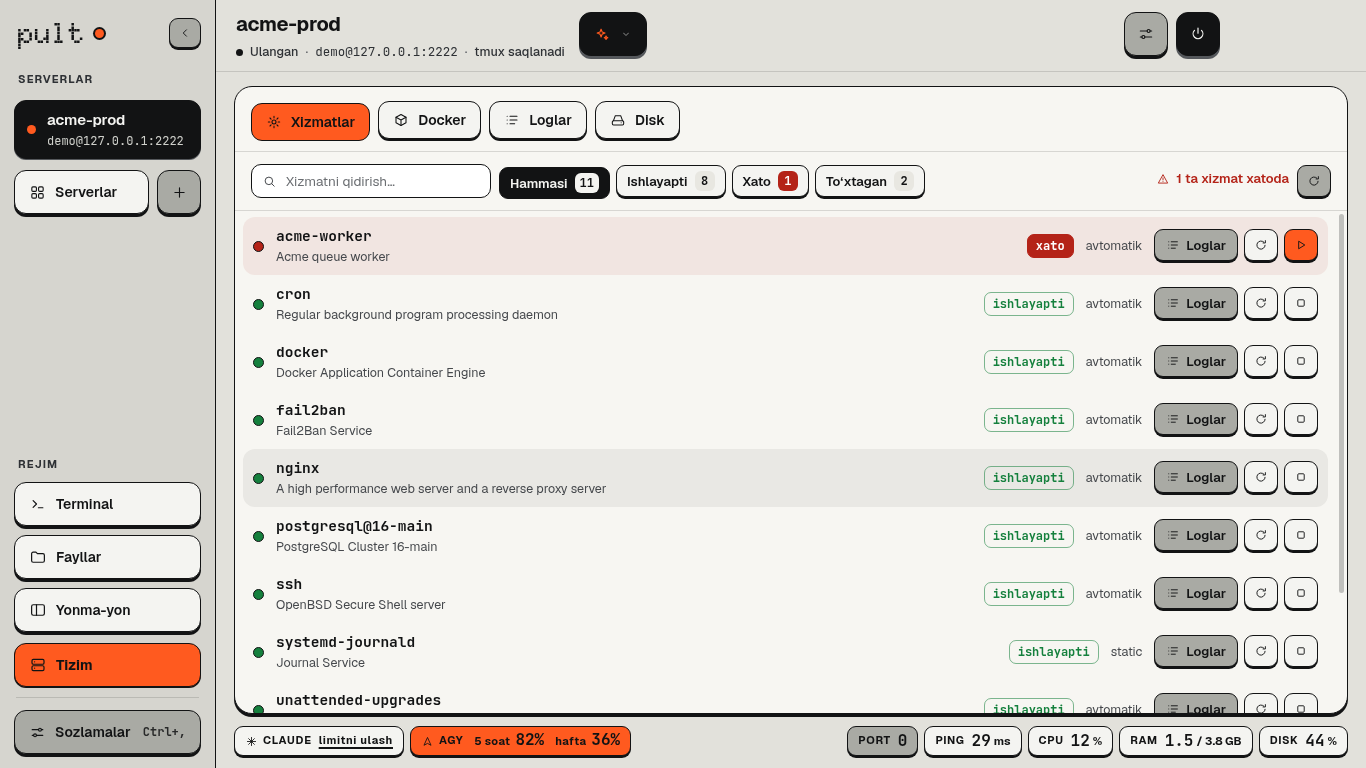 pult
SERVERLAR
acme-prod
demo@127.0.0.1:2222
Serverlar
REJIM
Terminal
Fayllar
Yonma-yon
Tizim
Sozlamalar Ctrl+,
acme-prod
Ulangan · demo@127.0.0.1:2222 · tmux saqlanadi
Xizmatlar Docker Loglar Disk
Xizmatni qidirish… Hammasi 11 Ishlayapti 8 Xato 1 Toʻxtagan 2 1 ta xizmat xatoda
acme-worker
Acme queue worker
xato avtomatik Loglar
cron
Regular background program processing daemon
ishlayapti avtomatik Loglar
docker
Docker Application Container Engine
ishlayapti avtomatik Loglar
fail2ban
Fail2Ban Service
ishlayapti avtomatik Loglar
nginx
A high performance web server and a reverse proxy server
ishlayapti avtomatik Loglar
postgresql@16-main
PostgreSQL Cluster 16-main
ishlayapti avtomatik Loglar
ssh
OpenBSD Secure Shell server
ishlayapti avtomatik Loglar
systemd-journald
Journal Service
ishlayapti static Loglar
unattended-upgrades
ishlayapti avtomatik Loglar
CLAUDE limitni ulash AGY 5 soat 82% hafta 36% PORT 0 PING 29 ms CPU 12 % RAM 1.5 / 3.8 GB DISK 44 %